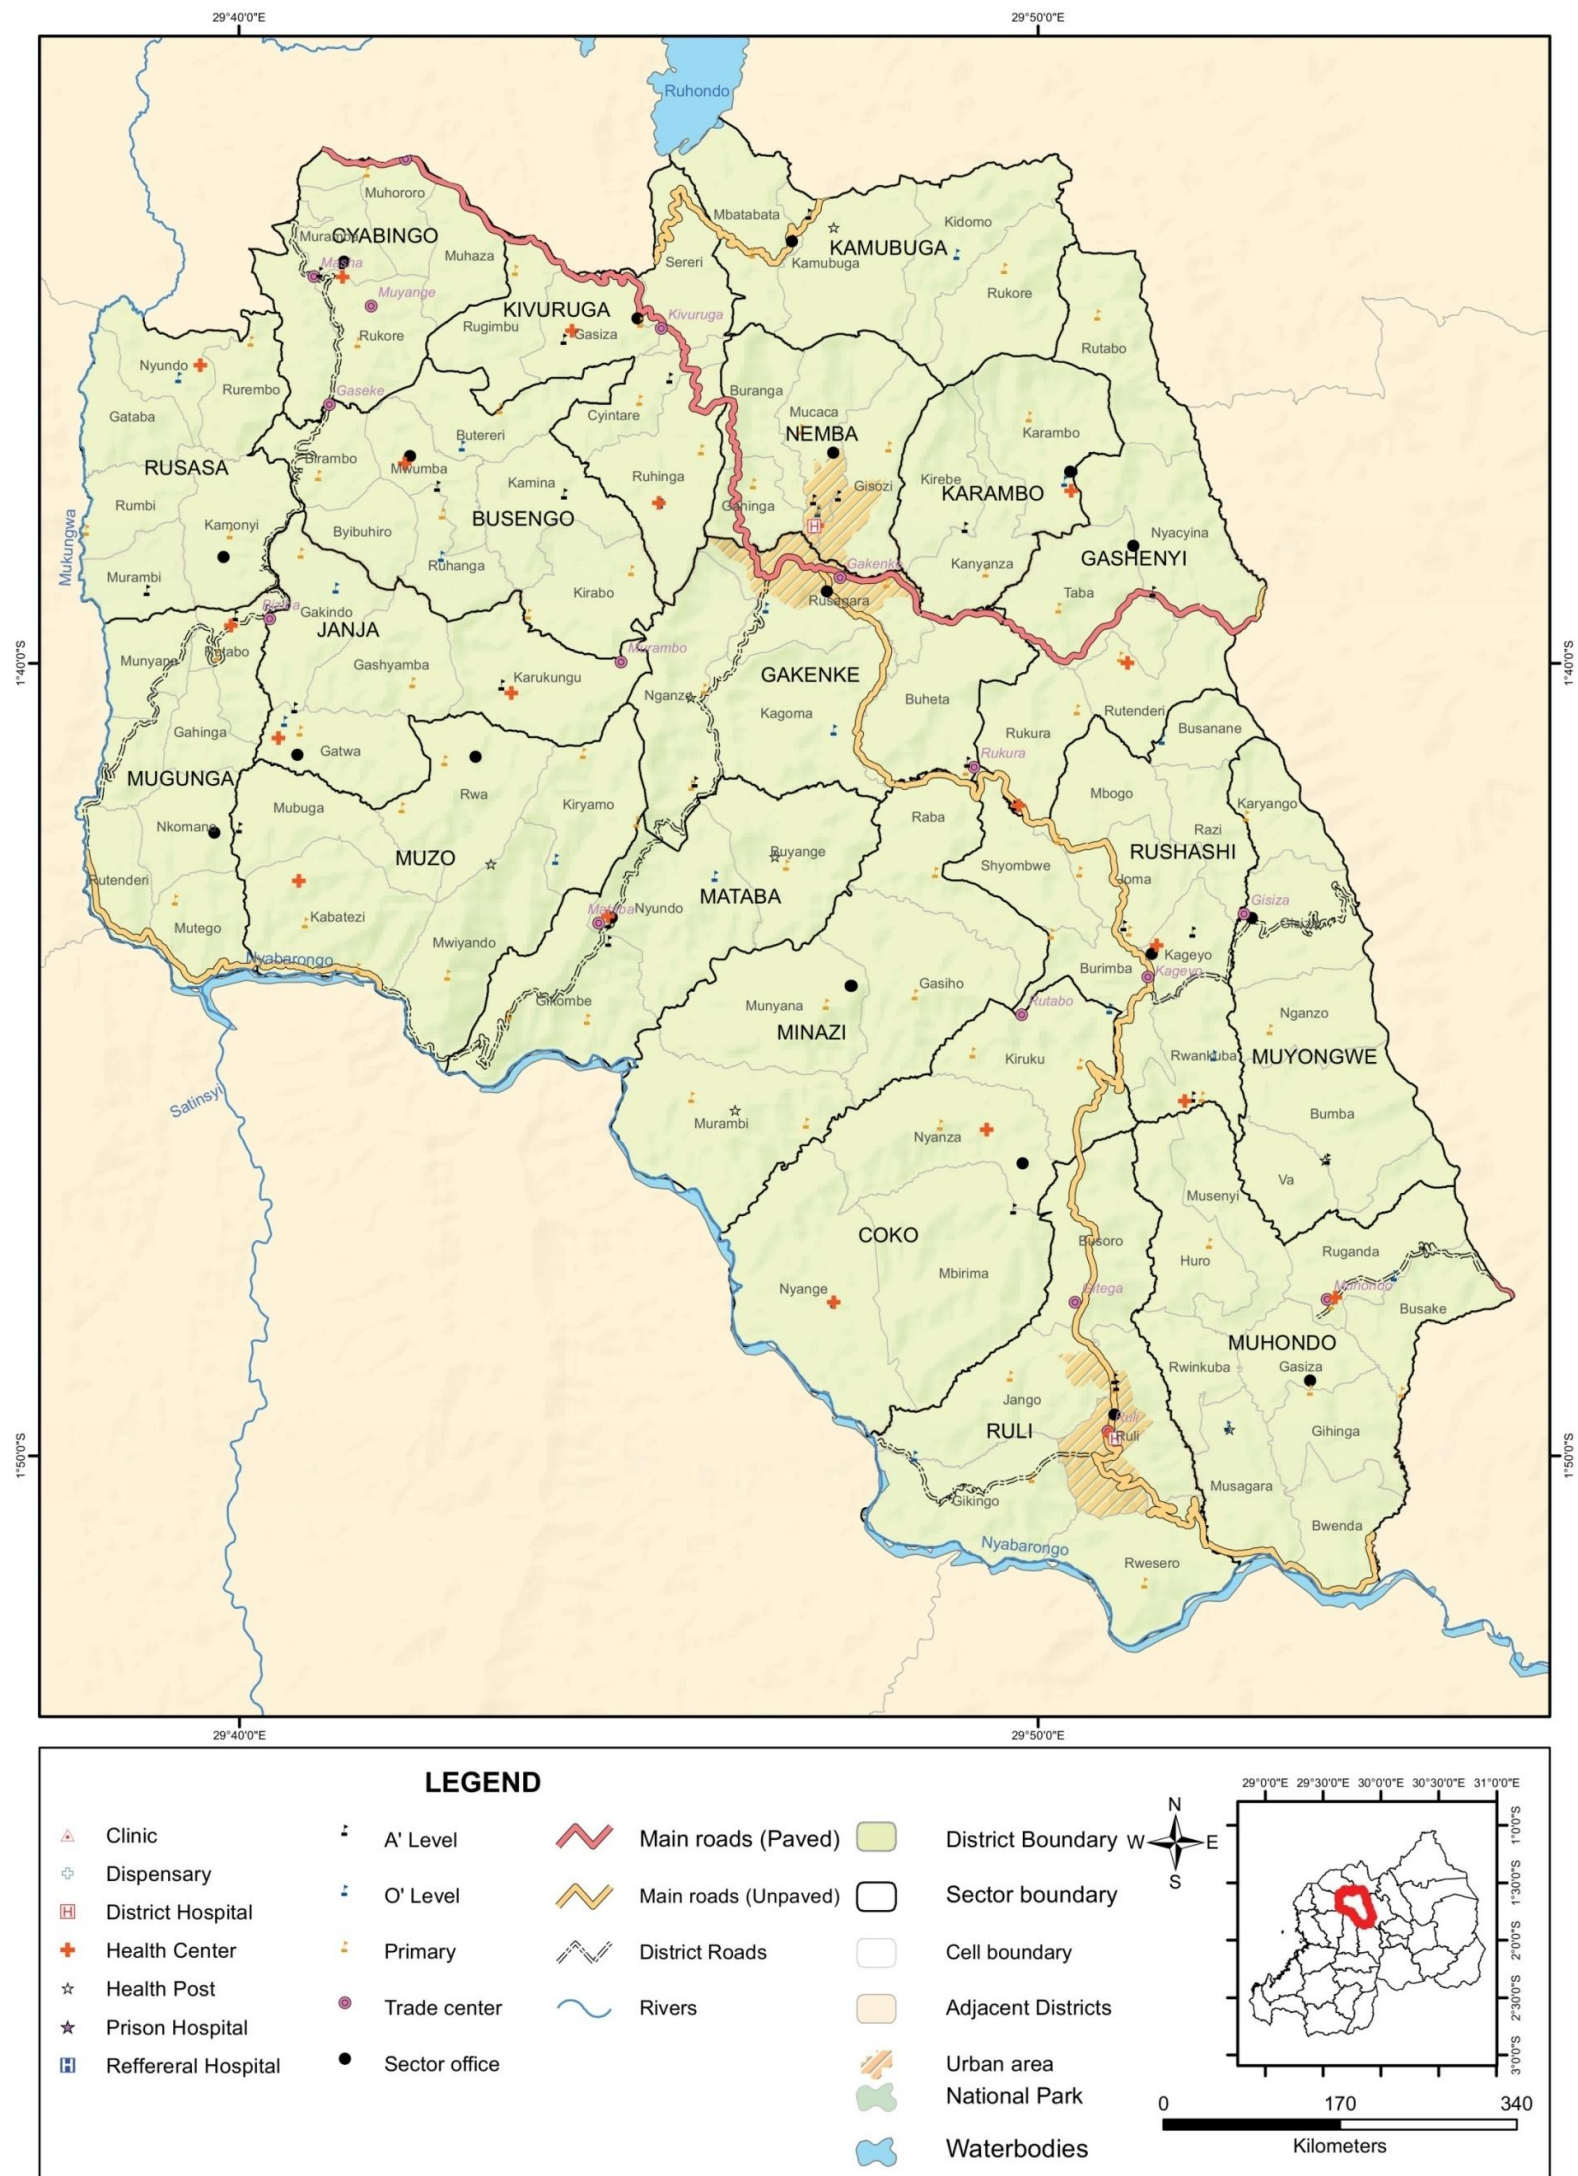 29°40'0"E
29°50'0"E
Ruhondo
Muhororo
Mbatabata
Kidomo
CYABINGO
Muramba
KAMUBUGA
Muhaza
Masha
Sereri
Kamubuga
Muyange
Rukore
KIVURUGA
Kivuruga
Rugimbu
Gasiza
Rukore
Rutabo
Nyundo
Rurembo
Gaseke
Buranga
Gataba
Cyintare
Mucaca
Butereri
NEMBA
Karambo
Birambo
Mwumba
RUSASA
Ruhinga
Kirebe
Kamina
Gisozi
KARAMBO
Rumbi
Gahinga
BUSENGO
Kamonyi
Byibuhiro
Nyacyina
Mukungwa
GASHENYI
Ruhanga
Gakenke
Kanyanza
Murambi
Kirabo
Rusagara
Taba
Gakindo
JANJA
1°40'0"S
1°40'0"S
Munyana
Rutabo
Murambo
Gashyamba
Karukungu
GAKENKE
Nganzo
Buheta
Kagoma
Rutenderi
Gahinga
Rukura
Busanane
Gatwa
Rukura
MUGUNGA
Rwa
Mbogo
Mubuga
Kiryamo
Karyango
Raba
Nkomane
Razi
MUZO
Ruyange
RUSHASHI
Shyombwe
Rutenderi
Joma
MATABA
Gisiza
Mataba
Nyundo
Kabatezi
Mutego
Mwiyando
Kageyo
Nyabarongo
Burimba
Kageyo
Gasiho
Gikombe
Munyana
Rutabo
Nganzo
MINAZI
Kiruku
Rwankuba
MUYONGWE
Satinsyi
Murambi
Bumba
Nyanza
Va
Musenyi
COKO
Busoro
Ruganda
Huro
Mbirima
Nyange
Gitega
Muhondo
Busake
MUHONDO
Rwinkuba
Gasiza
Jango
Ruli
RULI
Ruli
Gihinga
1°50'0"S
1°50'0"S
Gikingo
Musagara
Bwenda
Nyabarongo
Rwesero
29°40'0"E
29°50'0"E
LEGEND
Clinic
Dispensary
District Hospital
Health Center
Health Post
Prison Hospital
Reffereral Hospital
A' Level
O' Level
Primary
Trade center
Sector office
Main roads (Paved)
Main roads (Unpaved)
District Roads
Rivers
District Boundary
Sector boundary
Cell boundary
Adjacent Districts
Urban area
National Park
Waterbodies
N
W
E
S
29°0'0"E 29°30'0"E 30°0'0"E 30°30'0"E 31°0'0"E
1°0'0"S
1°30'0"S
2°0'0"S
2°30'0"S
3°0'0"S
0 170 340
Kilometers